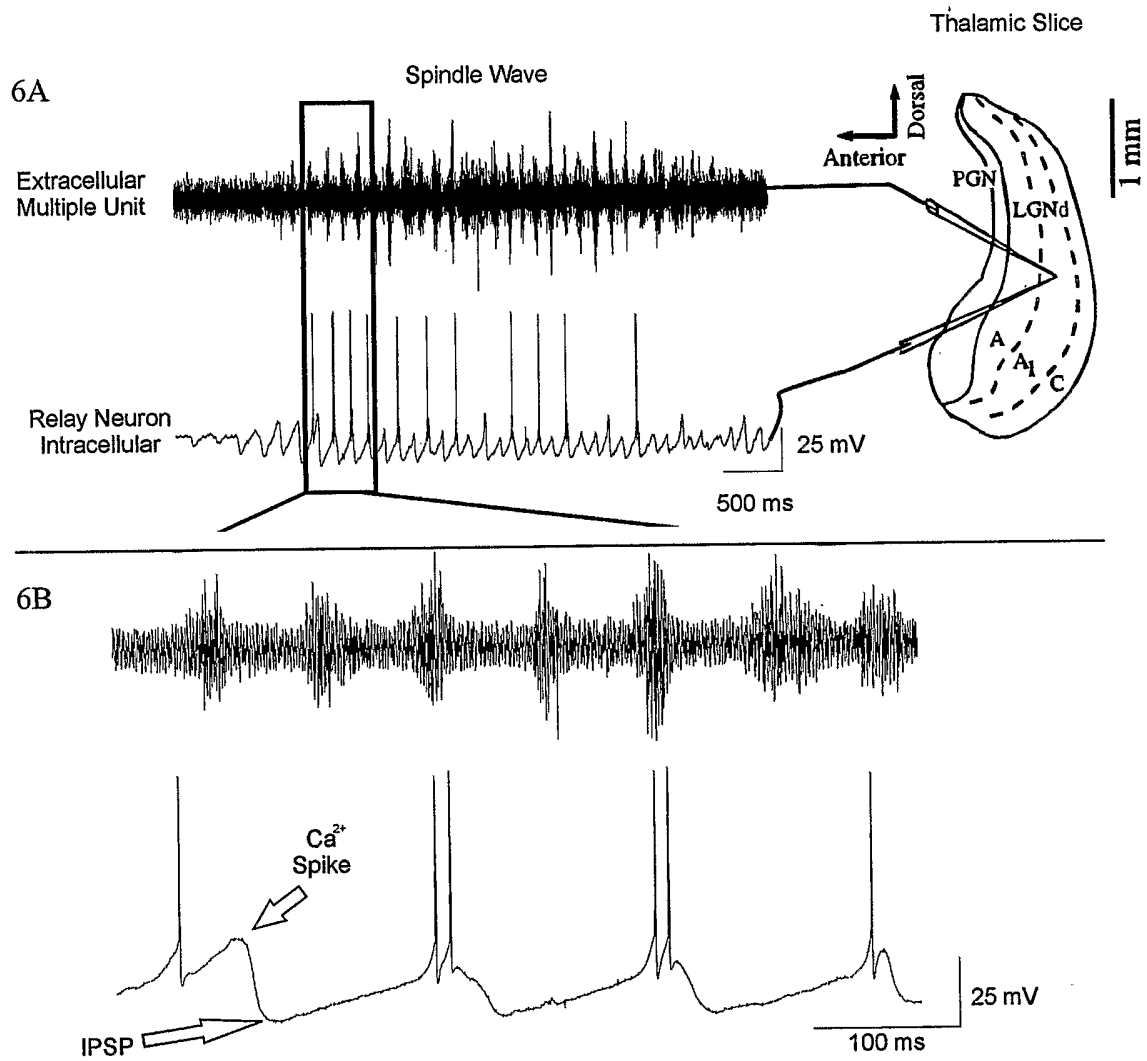 Thalamic Slice
6A
Spindle Wave
Dorsal
Anterior
1 mm
Extracellular
Multiple Unit
PGN
LGNd
A
A1
C
Relay Neuron
Intracellular
25 mV
500 ms
6B
Ca2+
Spike
IPSP
25 mV
100 ms